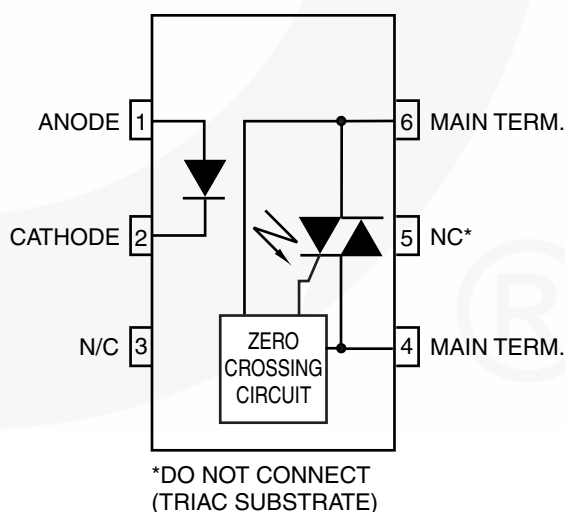 ANODE 1
6 MAIN TERM.
CATHODE 2
5 NC*
N/C 3
ZERO
CROSSING
CIRCUIT
4 MAIN TERM.
*DO NOT CONNECT
(TRIAC SUBSTRATE)
®